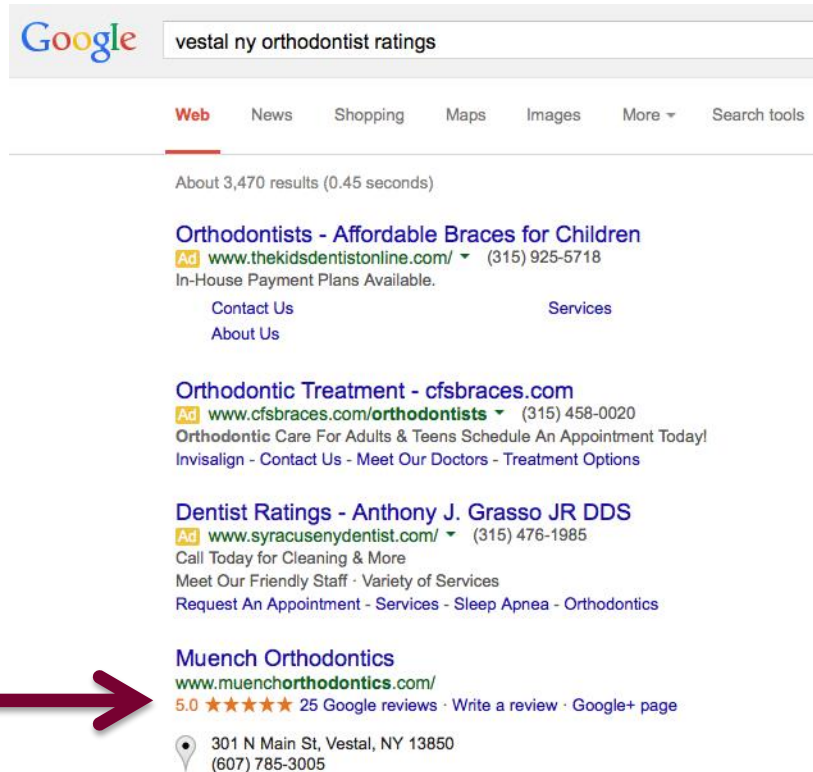 Google vestal ny orthodontist ratings
Web News Shopping Maps Images More Search tools
About 3,470 results (0.45 seconds)
Orthodontists - Affordable Braces for Children
Ad www.thekidsdentistonline.com/ (315) 925-5718
In-House Payment Plans Available.
Contact Us Services
About Us
Orthodontic Treatment - cfsbraces.com
Ad www.cfsbraces.com/orthodontists (315) 458-0020
Orthodontic Care For Adults & Teens Schedule An Appointment Today!
Invisalign - Contact Us - Meet Our Doctors - Treatment Options
Dentist Ratings - Anthony J. Grasso JR DDS
Ad www.syracusenydentist.com/ (315) 476-1985
Call Today for Cleaning & More
Meet Our Friendly Staff · Variety of Services
Request An Appointment - Services - Sleep Apnea - Orthodontics
Muench Orthodontics
www.muenchorthodontics.com/
5.0 ★★★★★ 25 Google reviews · Write a review · Google+ page
301 N Main St, Vestal, NY 13850
(607) 785-3005